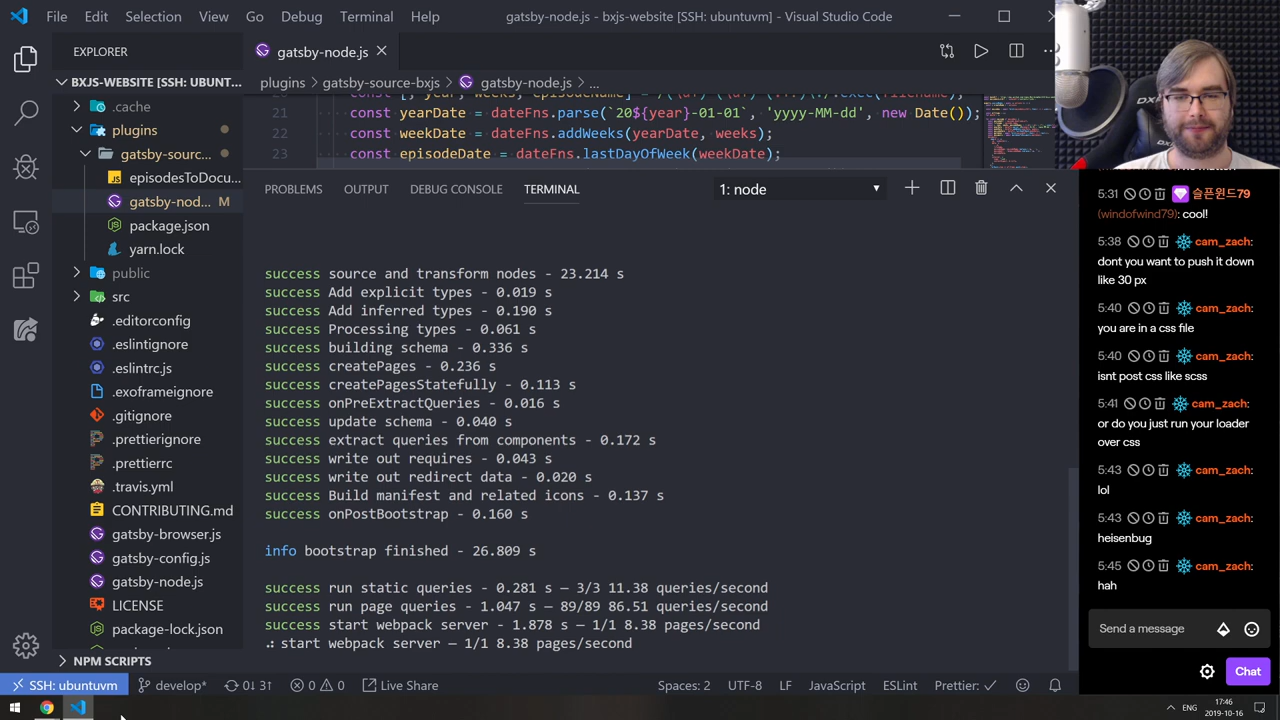 File Edit Selection View Go Debug Terminal Help
gatsby-node.js - bxjs-website [SSH: ubuntuvm] - Visual Studio Code
EXPLORER
BXJS-WEBSITE [SSH: UBUNT...
.cache
plugins
gatsby-sourc...
episodesToDocu...
gatsby-nod... M
package.json
yarn.lock
public
src
.editorconfig
.eslintignore
.eslintrc.js
.exoframeignore
.gitignore
.prettierignore
.prettierrc
.travis.yml
CONTRIBUTING.md
gatsby-browser.js
gatsby-config.js
gatsby-node.js
LICENSE
package-lock.json
NPM SCRIPTS
gatsby-node.js
plugins > gatsby-source-bxjs > gatsby-node.js > ...
21 const yearDate = dateFns.parse(`20${year}-01-01`, 'yyyy-MM-dd', new Date());
22 const weekDate = dateFns.addWeeks(yearDate, weeks);
23 const episodeDate = dateFns.lastDayOfWeek(weekDate);
PROBLEMS OUTPUT DEBUG CONSOLE TERMINAL 1: node
success source and transform nodes - 23.214 s
success Add explicit types - 0.019 s
success Add inferred types - 0.190 s
success Processing types - 0.061 s
success building schema - 0.336 s
success createPages - 0.236 s
success createPagesStatefully - 0.113 s
success onPreExtractQueries - 0.016 s
success update schema - 0.040 s
success extract queries from components - 0.172 s
success write out requires - 0.043 s
success write out redirect data - 0.020 s
success Build manifest and related icons - 0.137 s
success onPostBootstrap - 0.160 s
info bootstrap finished - 26.809 s
success run static queries - 0.281 s — 3/3 11.38 queries/second
success run page queries - 1.047 s — 89/89 86.51 queries/second
success start webpack server - 1.878 s — 1/1 8.38 pages/second
start webpack server — 1/1 8.38 pages/second
SSH: ubuntuvm develop* 0↓ 3↑ 0 0 Live Share Spaces: 2 UTF-8 LF JavaScript ESLint Prettier: ✓
5:31 슬픈윈드79
(windofwind79): cool!
5:38 cam_zach:
dont you want to push it down
like 30 px
5:40 cam_zach:
you are in a css file
5:40 cam_zach:
isnt post css like scss
5:41 cam_zach:
or do you just run your loader
over css
5:43 cam_zach:
lol
5:43 cam_zach:
heisenbug
5:45 cam_zach:
hah
Send a message
Chat
ENG
17:46
2019-10-16